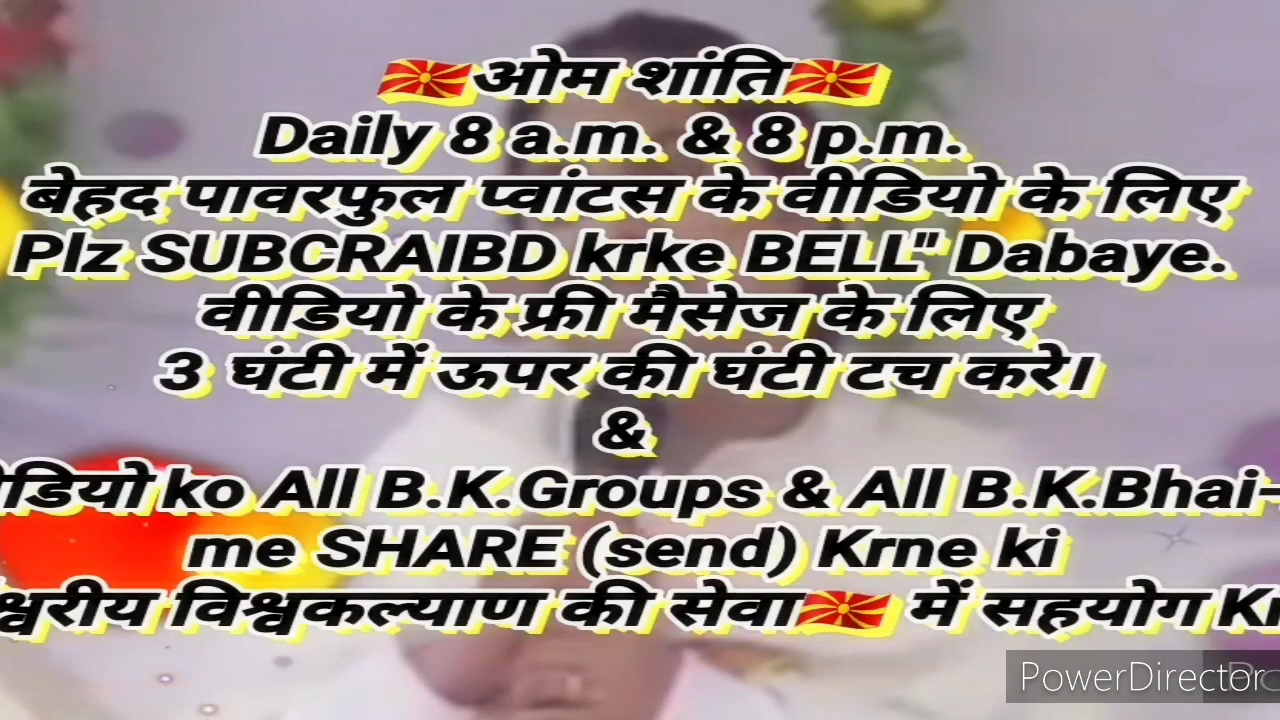 🇲🇰ओम शांति🇲🇰
Daily 8 a.m. & 8 p.m.
बेहद पावरफुल प्वांटस के वीडियो के लिए
Plz SUBCRAIBD krke BELL" Dabaye.
वीडियो के फ्री मैसेज के लिए
3 घंटी में ऊपर की घंटी टच करे।
&
ko All B.K.Groups & All B.K.Bhai-
me SHARE (send) Krne ki
विश्वकल्याण की सेवा🇲🇰 में सहयोग
PowerDirector